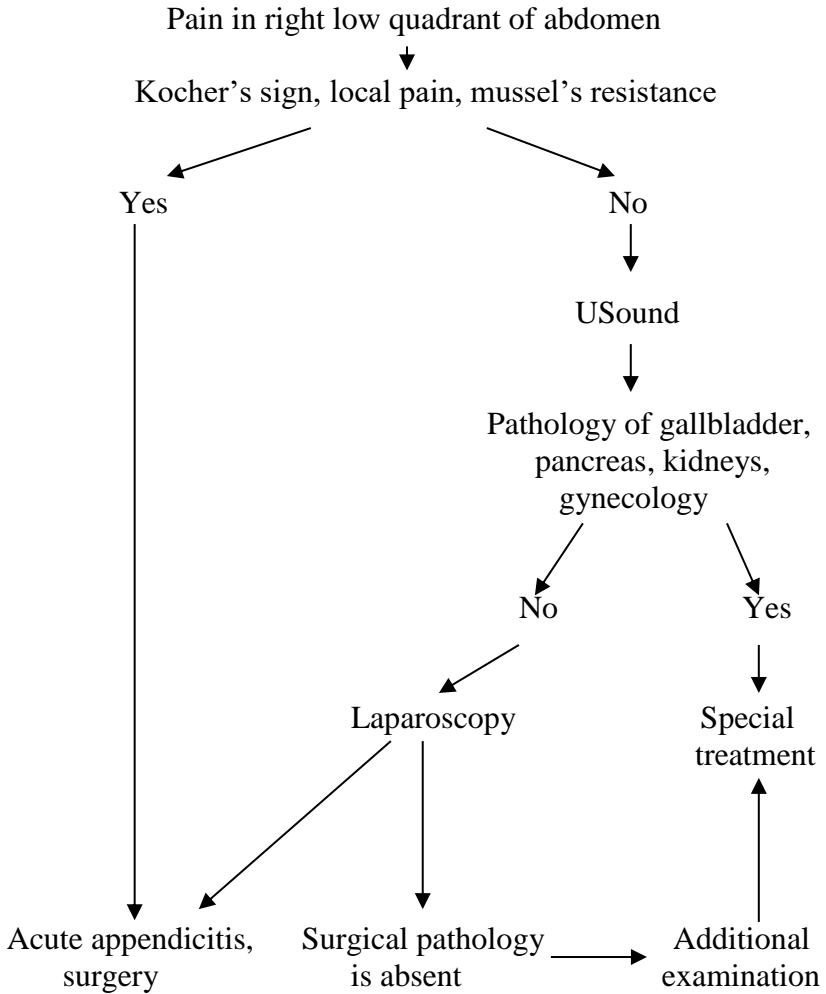 Pain in right low quadrant of abdomen
Kocher’s sign, local pain, mussel’s resistance
Yes
No
USound
Pathology of gallbladder,
pancreas, kidneys,
gynecology
No
Yes
Laparoscopy
Special
treatment
Acute appendicitis,
surgery
Surgical pathology
is absent
Additional
examination